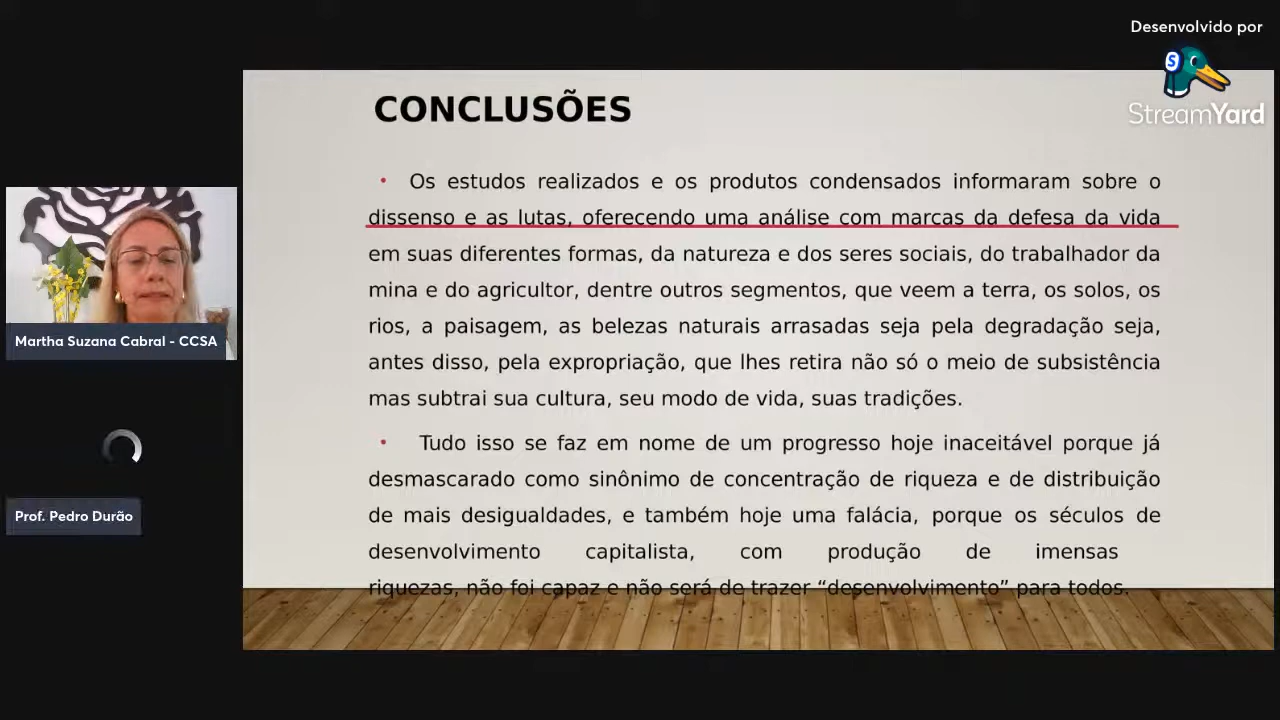 Desenvolvido por
StreamYard
CONCLUSÕES
• Os estudos realizados e os produtos condensados informaram sobre o
dissenso e as lutas, oferecendo uma análise com marcas da defesa da vida
em suas diferentes formas, da natureza e dos seres sociais, do trabalhador da
mina e do agricultor, dentre outros segmentos, que veem a terra, os solos, os
rios, a paisagem, as belezas naturais arrasadas seja pela degradação seja,
antes disso, pela expropriação, que lhes retira não só o meio de subsistência
mas subtrai sua cultura, seu modo de vida, suas tradições.
• Tudo isso se faz em nome de um progresso hoje inaceitável porque já
desmascarado como sinônimo de concentração de riqueza e de distribuição
de mais desigualdades, e também hoje uma falácia, porque os séculos de
desenvolvimento capitalista, com produção de imensas
riquezas, não foi capaz e não será de trazer “desenvolvimento” para todos.
Martha Suzana Cabral - CCSA
Prof. Pedro Durão